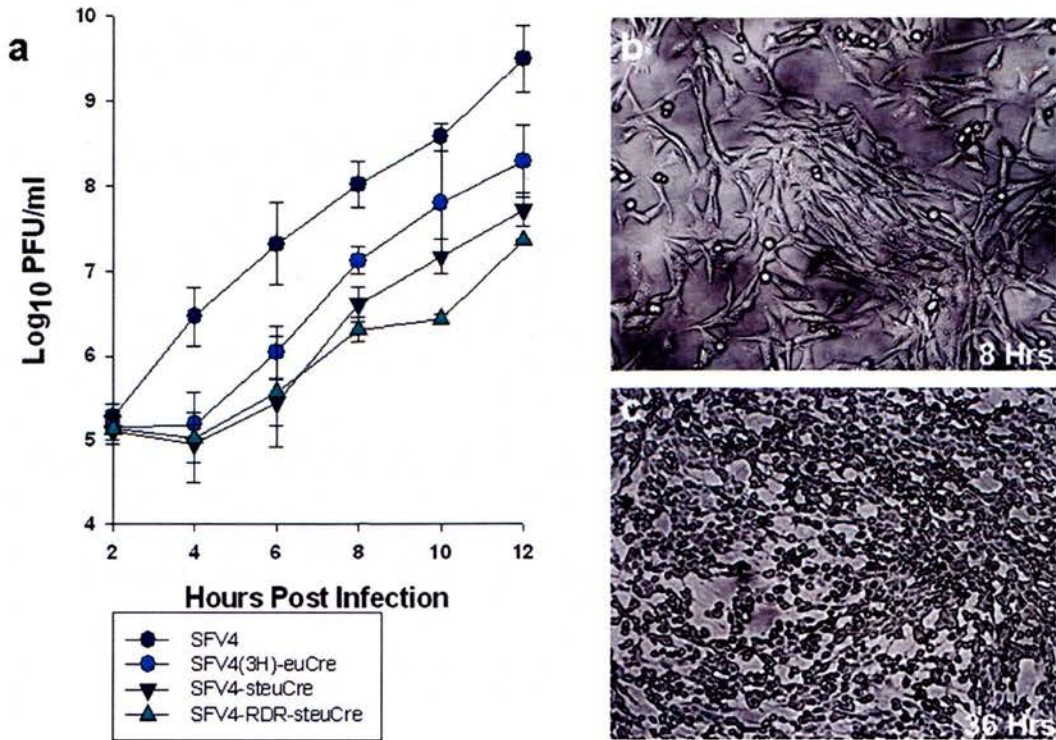 a
10
9
8
7
6
5
4
Log10 PFU/ml
2 4 6 8 10 12
Hours Post Infection
SFV4
SFV4(3H)-euCre
SFV4-steuCre
SFV4-RDR-steuCre
b
8 Hrs
c
36 Hrs